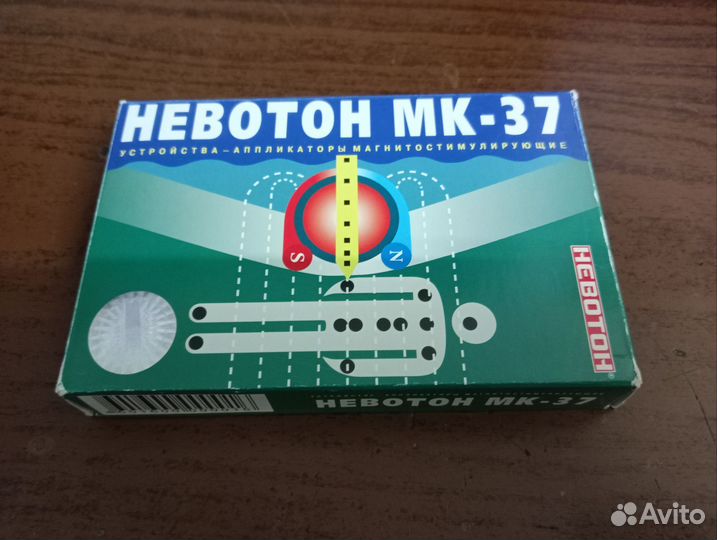 НЕВОТОН МК-37
УСТРОЙСТВА-АППЛИКАТОРЫ МАГНИТОСТИМУЛИРУЮЩИЕ
S
N
НЕВОТОН®
НЕВОТОН МК-37
Avito